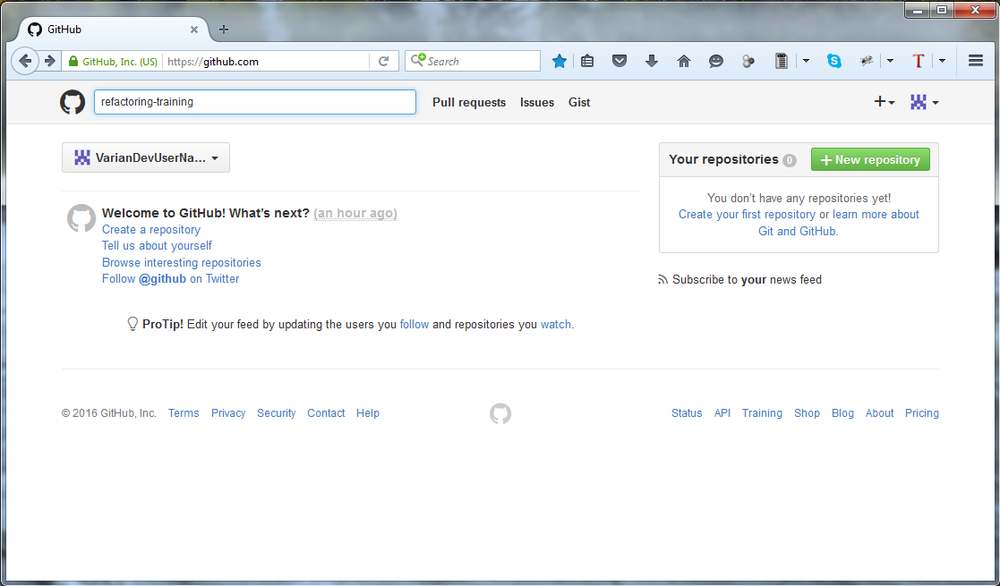 GitHub
GitHub, Inc. (US) https://github.com
Search
refactoring-training
Pull requests Issues Gist
VarianDevUserNa...
Welcome to GitHub! What's next? (an hour ago)
Create a repository
Tell us about yourself
Browse interesting repositories
Follow @github on Twitter
ProTip! Edit your feed by updating the users you follow and repositories you watch.
Your repositories 0 New repository
You don't have any repositories yet!
Create your first repository or learn more about
Git and GitHub.
Subscribe to your news feed
© 2016 GitHub, Inc. Terms Privacy Security Contact Help
Status API Training Shop Blog About Pricing